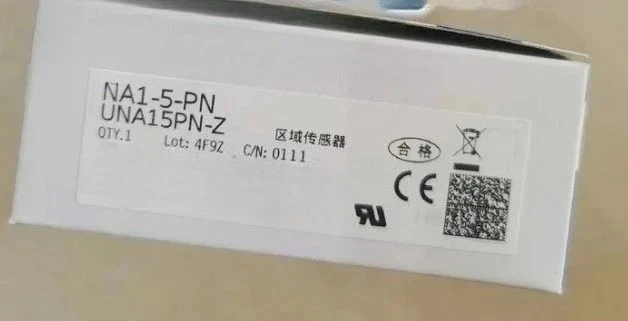 NA1-5-PN
UNA15PN-Z
QTY.1 Lot: 4F9Z C/N: 0111
区域传感器
合格
CE